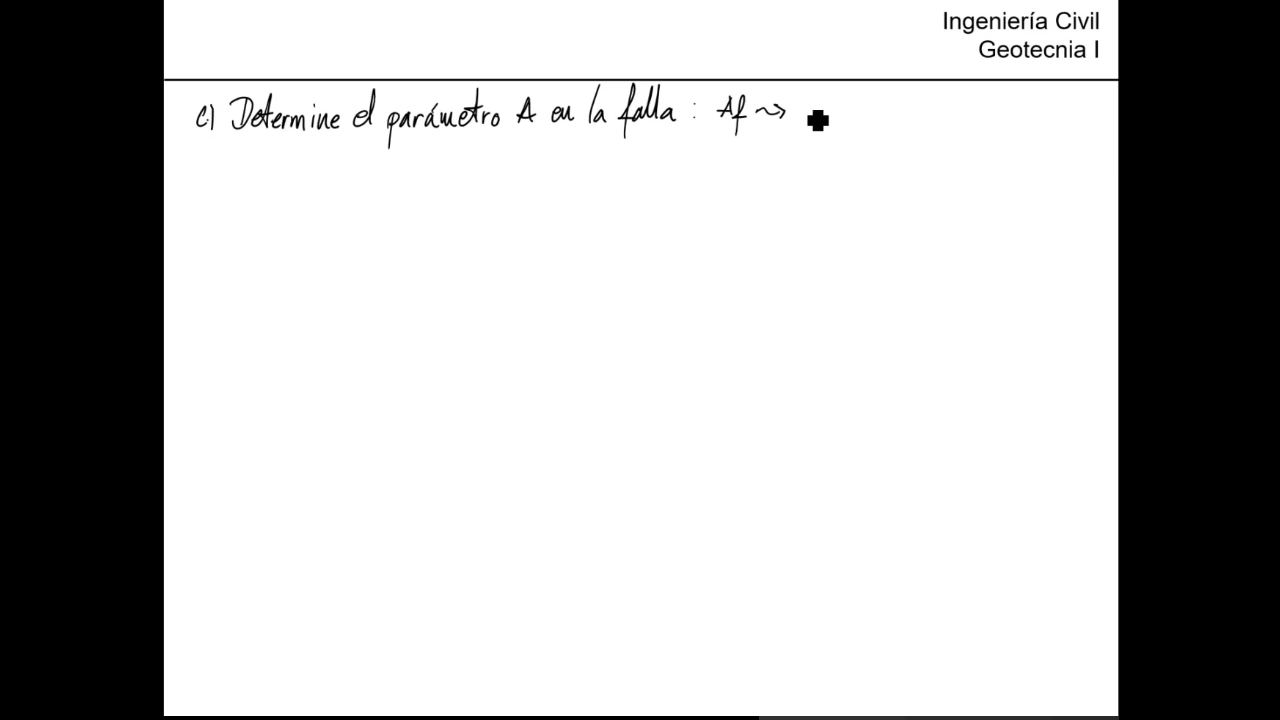 Ingeniería Civil
Geotecnia I
c) Determine el parámetro A en la falla : Af ⤳